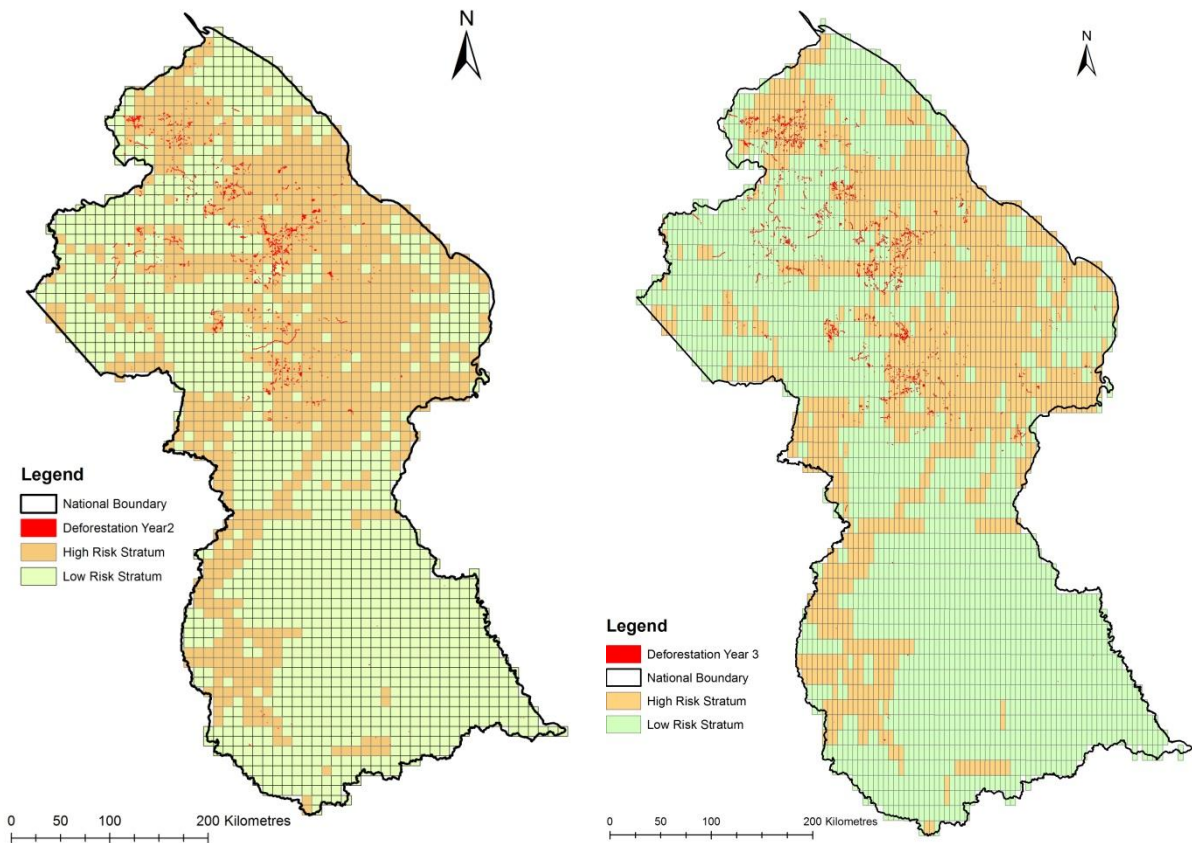 N
Legend
National Boundary
Deforestation Year2
High Risk Stratum
Low Risk Stratum
0 50 100 200 Kilometres
N
Legend
Deforestation Year 3
National Boundary
High Risk Stratum
Low Risk Stratum
0 50 100 200 Kilometres